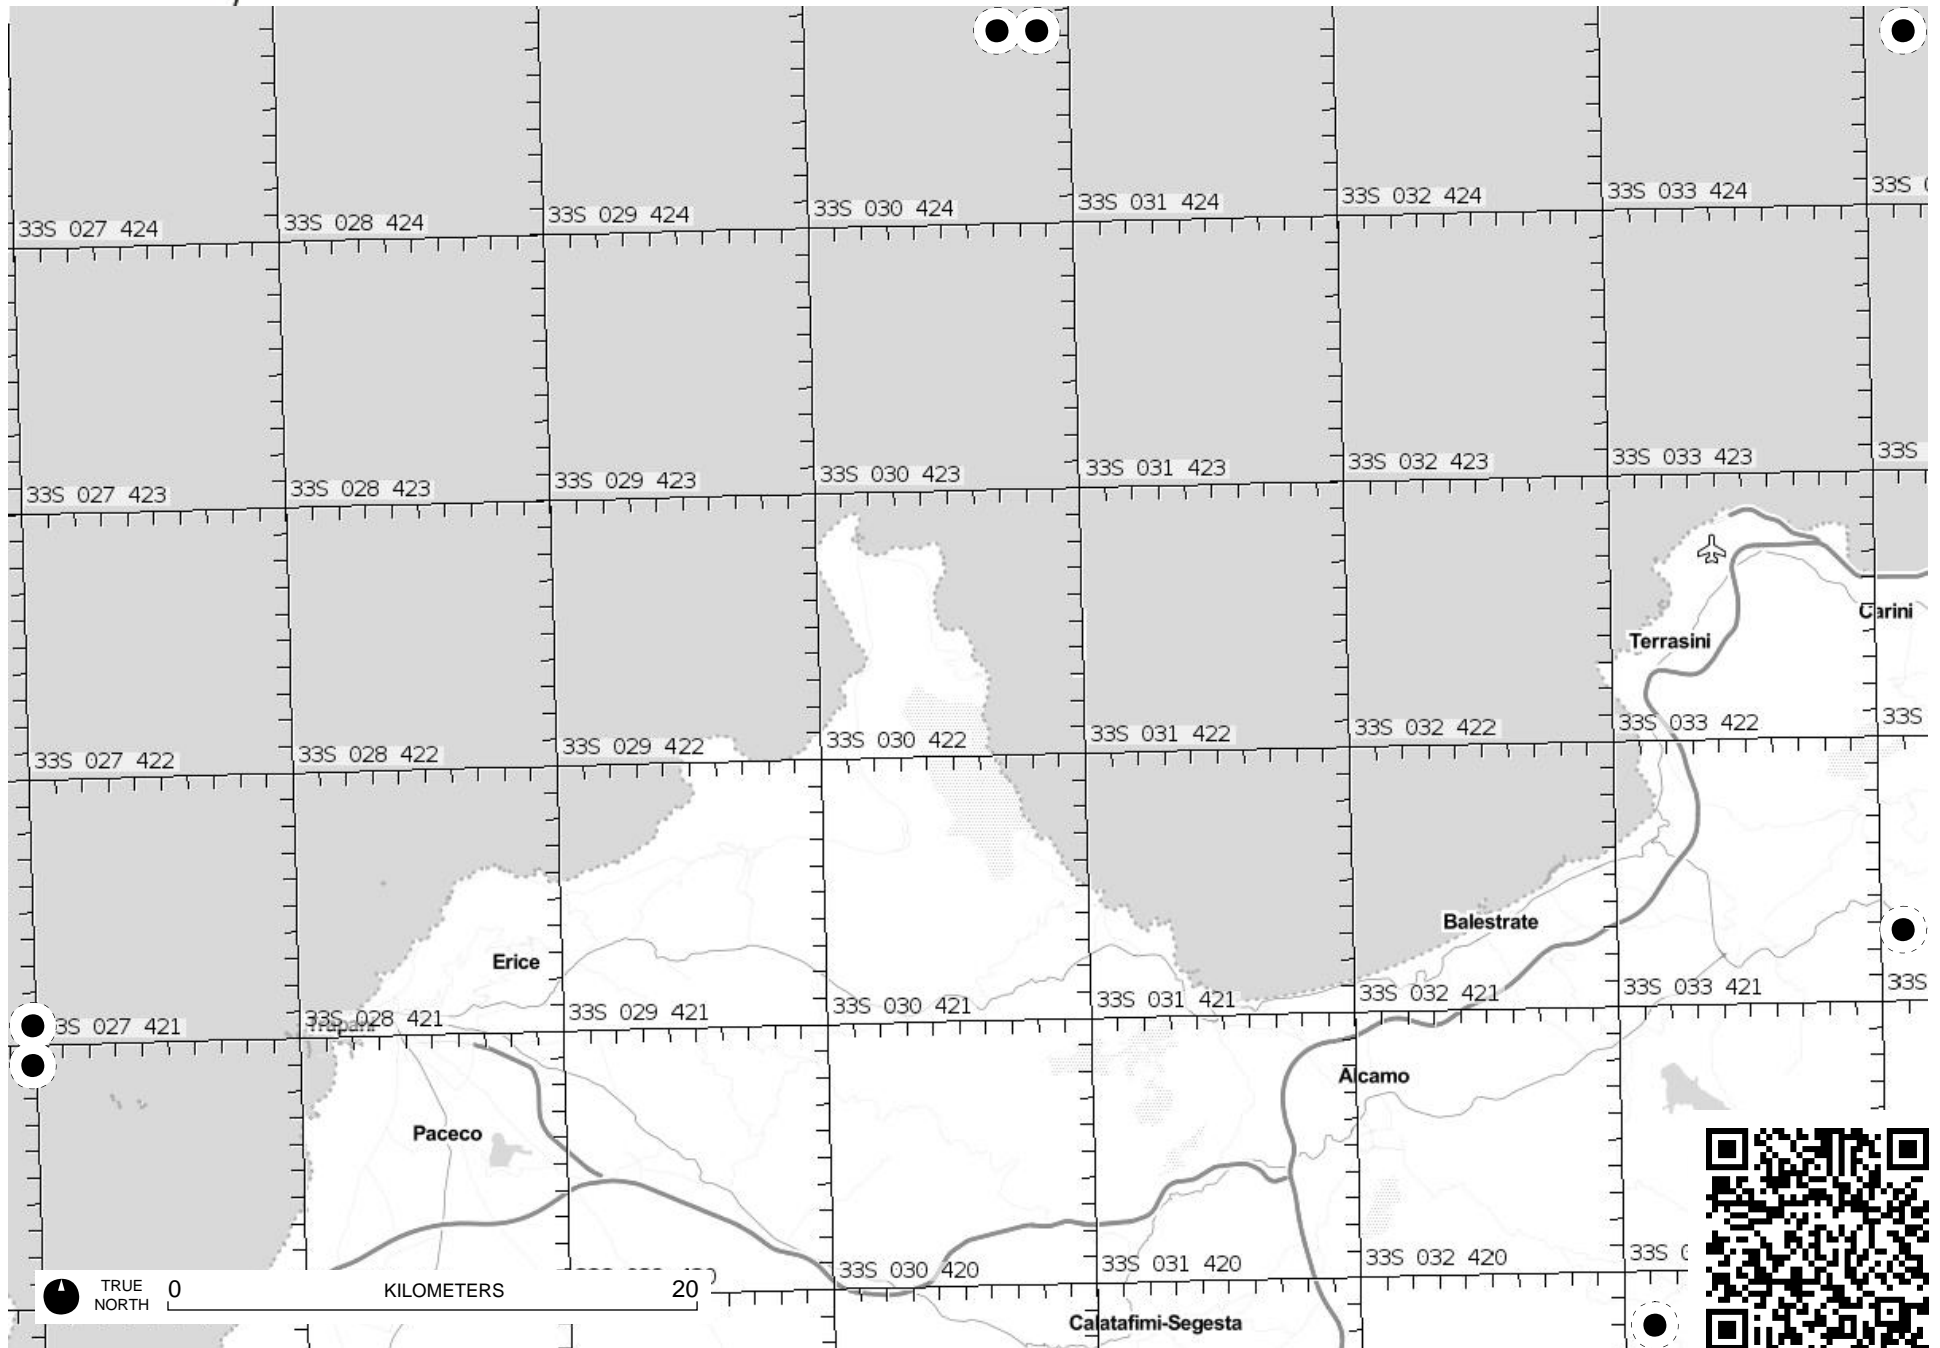 33S 027 424
33S 028 424
33S 029 424
33S 030 424
33S 031 424
33S 032 424
33S 033 424
33S 0
33S 027 423
33S 028 423
33S 029 423
33S 030 423
33S 031 423
33S 032 423
33S 033 423
33S
Carini
Terrasini
33S 027 422
33S 028 422
33S 029 422
33S 030 422
33S 031 422
33S 032 422
33S 033 422
33S
Balestrate
Erice
3S 027 421
33S 028 421
Trapani
33S 029 421
33S 030 421
33S 031 421
33S 032 421
33S 033 421
33S
Alcamo
Paceco
33S 030 420
33S 031 420
33S 032 420
33S 0
TRUE
NORTH
0 KILOMETERS 20
Calatafimi-Segesta